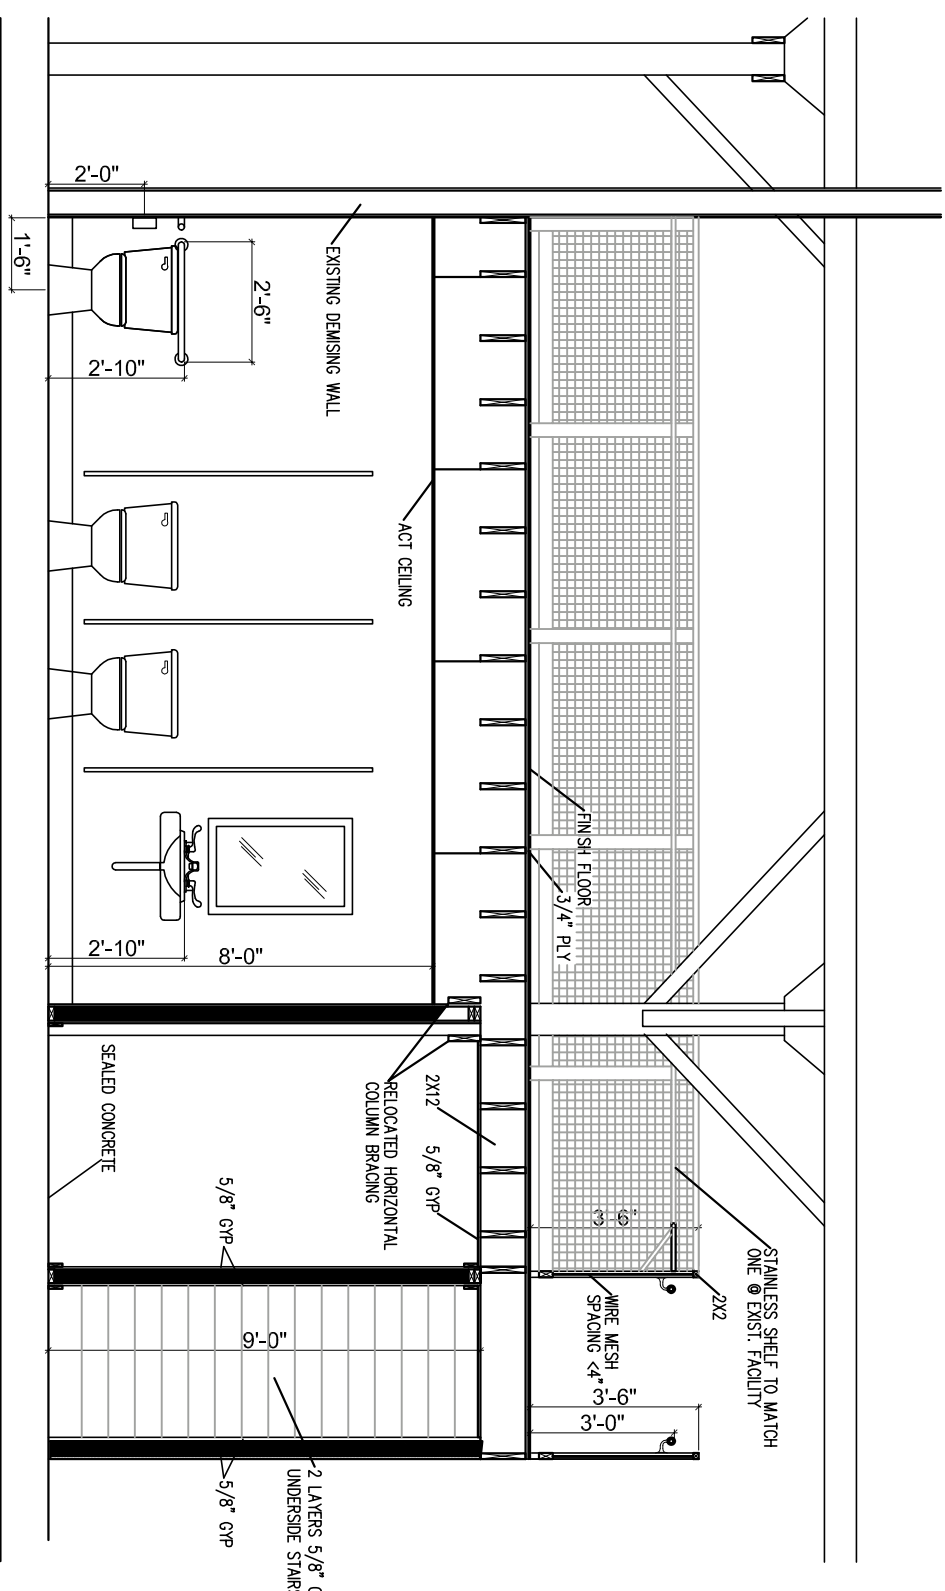 2'-0"
1'-6"
2'-6"
2'-10"
EXISTING DEMISING WALL
ACT CEILING
FINISH FLOOR
3/4" PLY
2'-10"
8'-0"
SEALED CONCRETE
RELOCATED HORIZONTAL
COLUMN BRACING
2X12
5/8" GYP
5/8" GYP
3'-6"
STAINLESS SHELF TO MATCH
ONE @ EXIST. FACILITY
2X2
WIRE MESH
SPACING <4"
9'-0"
3'-6"
3'-0"
5/8" GYP
2 LAYERS 5/8"
UNDERSIDE